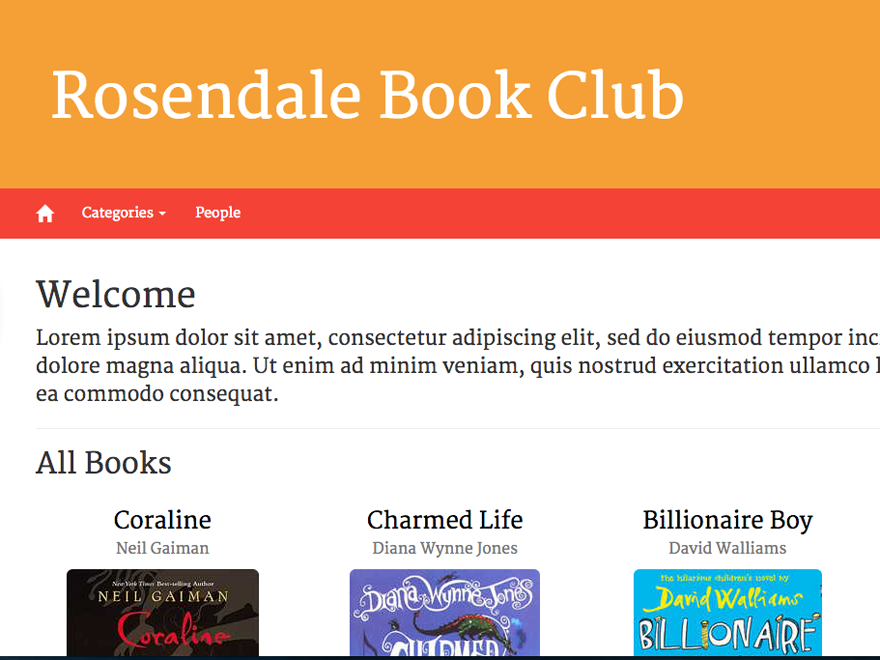 Rosendale Book Club
Categories People
Welcome
Lorem ipsum dolor sit amet, consectetur adipiscing elit, sed do eiusmod tempor inc
dolore magna aliqua. Ut enim ad minim veniam, quis nostrud exercitation ullamco
ea commodo consequat.
All Books
Coraline Charmed Life Billionaire Boy
Neil Gaiman Diana Wynne Jones David Walliams
New York Times Best-selling Author
NEIL GAIMAN
Coraline
Diana Wynne Jones
CHARMED
The hilarious children's novel by
David Walliams
BILLIONAIRE